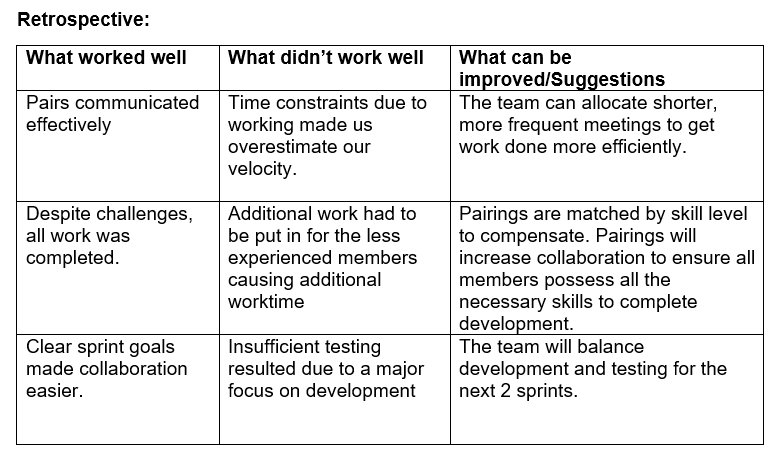 Retrospective:
What worked well
What didn’t work well
What can be
improved/Suggestions
Pairs communicated
effectively
Time constraints due to
working made us
overestimate our
velocity.
The team can allocate shorter,
more frequent meetings to get
work done more efficiently.
Despite challenges,
all work was
completed.
Additional work had to
be put in for the less
experienced members
causing additional
worktime
Pairings are matched by skill level
to compensate. Pairings will
increase collaboration to ensure all
members possess all the
necessary skills to complete
development.
Clear sprint goals
made collaboration
easier.
Insufficient testing
resulted due to a major
focus on development
The team will balance
development and testing for the
next 2 sprints.